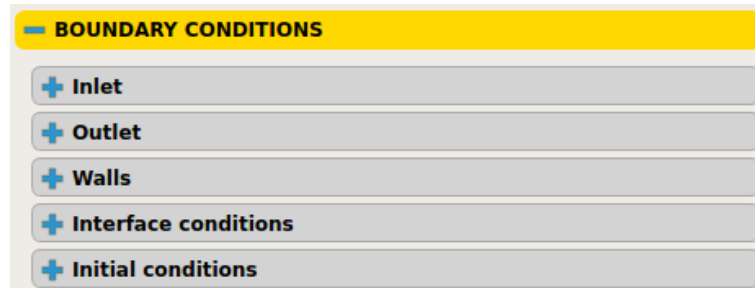 BOUNDARY CONDITIONS
Inlet
Outlet
Walls
Interface conditions
Initial conditions